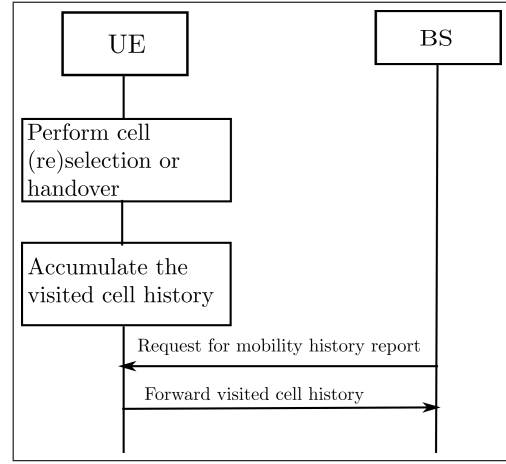 UE
BS
Perform cell
(re)selection or
handover
Accumulate the
visited cell history
Request for mobility history report
Forward visited cell history